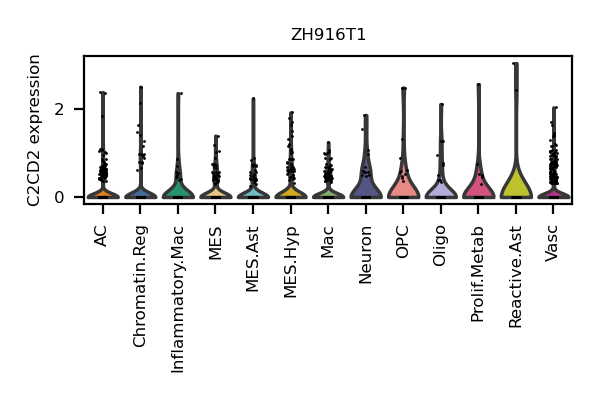 ZH916T1
C2CD2 expression
2
0
AC
Chromatin.Reg
Inflammatory.Mac
MES
MES.Ast
MES.Hyp
Mac
Neuron
OPC
Oligo
Prolif.Metab
Reactive.Ast
Vasc